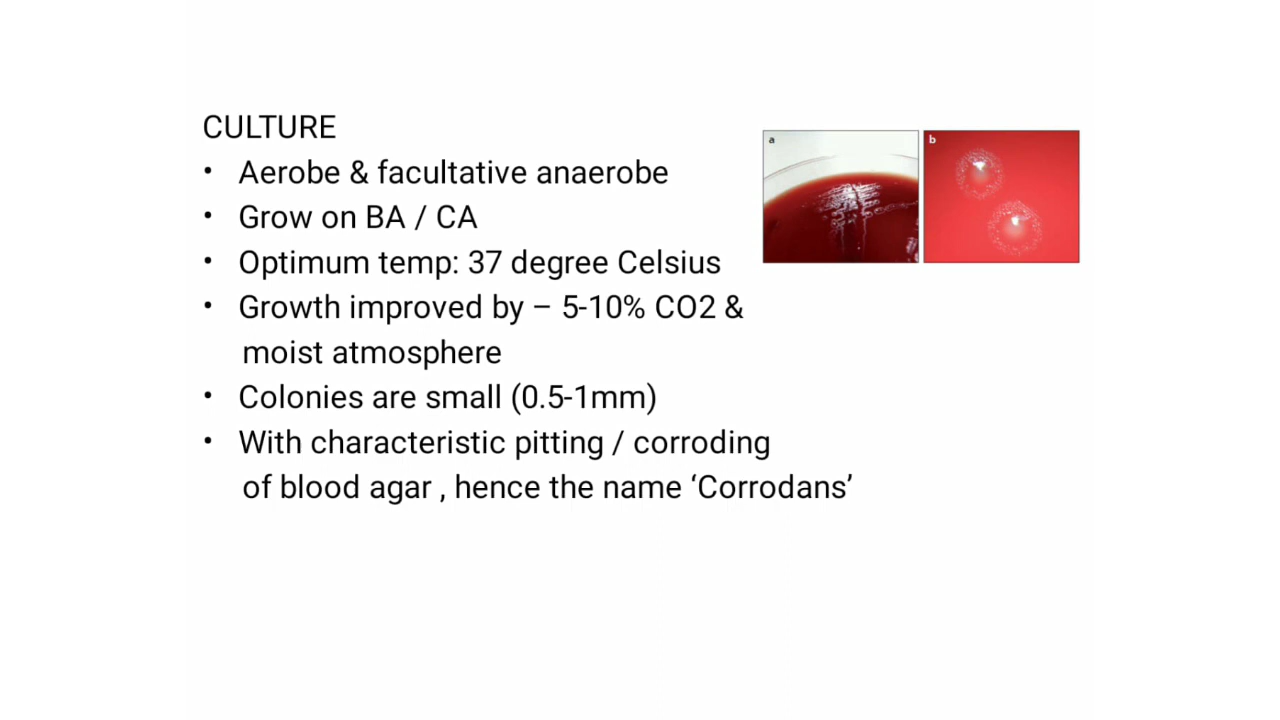 CULTURE
• Aerobe & facultative anaerobe
• Grow on BA / CA
• Optimum temp: 37 degree Celsius
• Growth improved by – 5-10% CO2 &
moist atmosphere
• Colonies are small (0.5-1mm)
• With characteristic pitting / corroding
of blood agar , hence the name ‘Corrodans’
a
b